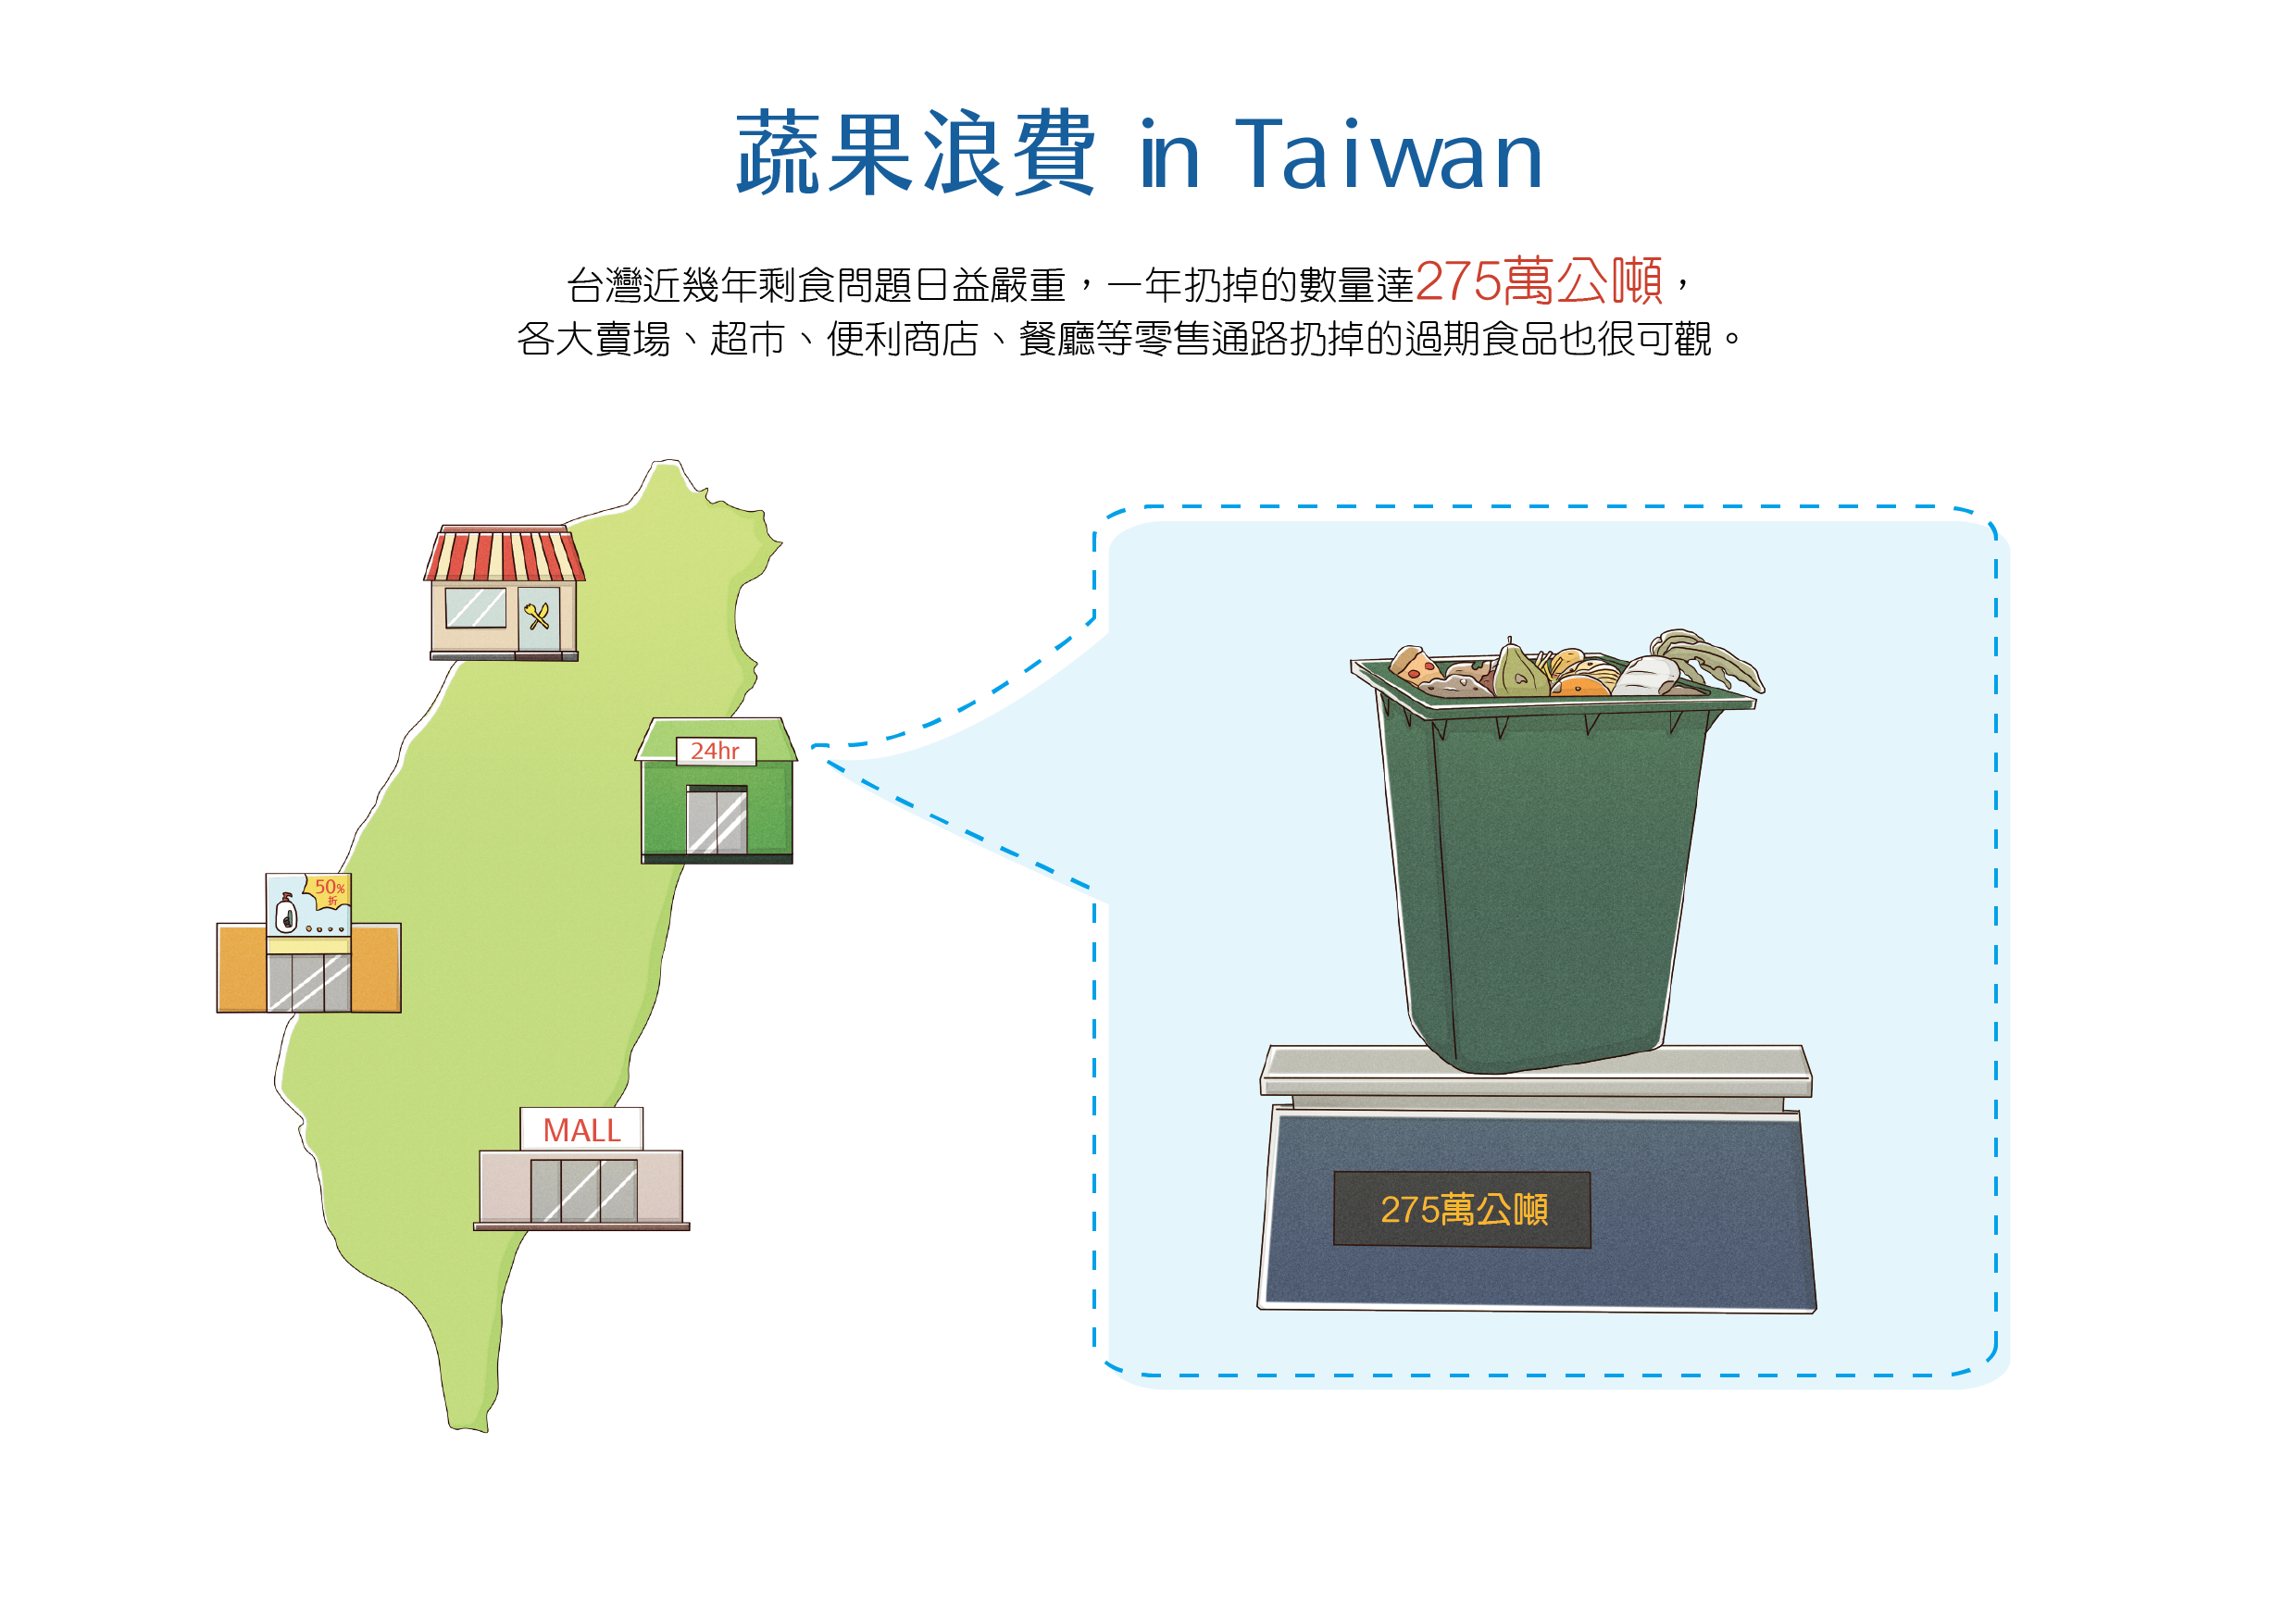 蔬果浪費 in Taiwan
台灣近幾年剩食問題日益嚴重，一年扔掉的數量達275萬公噸，
各大賣場、超市、便利商店、餐廳等零售通路扔掉的過期食品也很可觀。
24hr
50%
折
MALL
275萬公噸